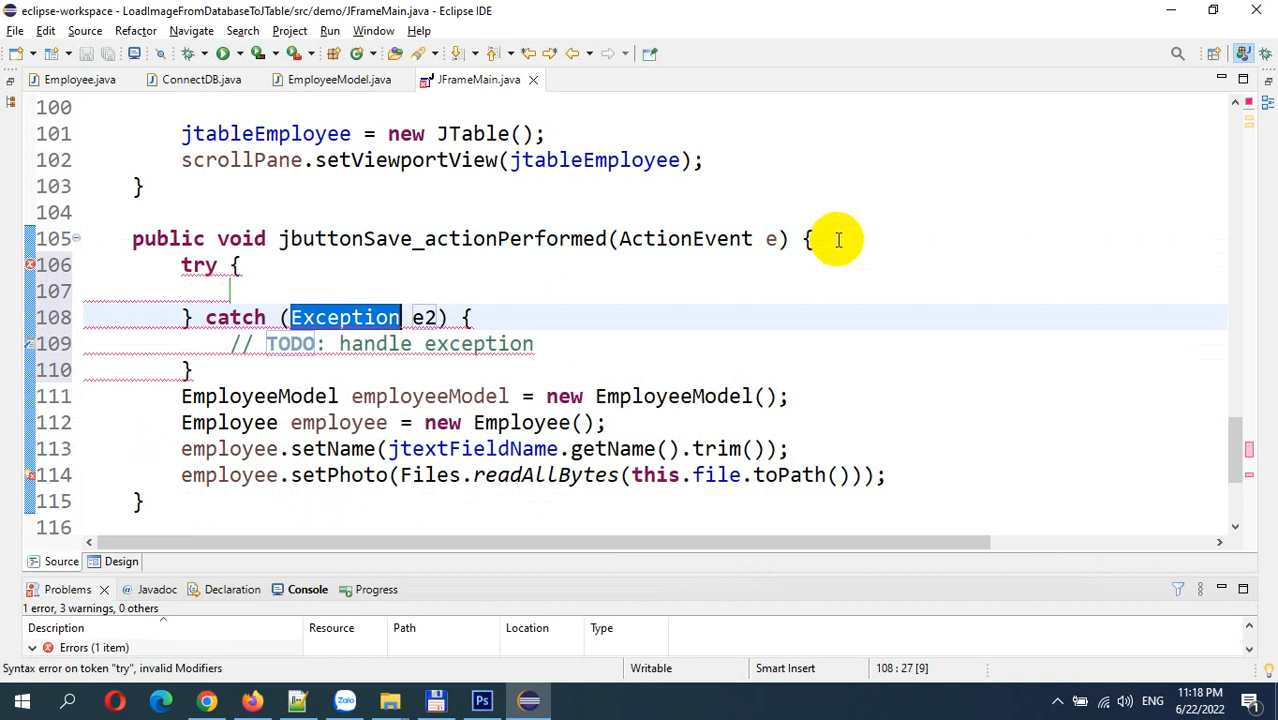 eclipse-workspace - LoadImageFromDatabaseToJTable/src/demo/JFrameMain.java - Eclipse IDE
File Edit Source Refactor Navigate Search Project Run Window Help
Employee.java ConnectDB.java EmployeeModel.java JFrameMain.java
100
101 jtableEmployee = new JTable();
102 scrollPane.setViewportView(jtableEmployee);
103 }
104
105 public void jbuttonSave_actionPerformed(ActionEvent e) {
106 try {
107
108 } catch (Exception e2) {
109 // TODO: handle exception
110 }
111 EmployeeModel employeeModel = new EmployeeModel();
112 Employee employee = new Employee();
113 employee.setName(jtextFieldName.getName().trim());
114 employee.setPhoto(Files.readAllBytes(this.file.toPath()));
115 }
116
Source Design
Problems Javadoc Declaration Console Progress
1 error, 3 warnings, 0 others
Description Resource Path Location Type
Errors (1 item)
Syntax error on token "try", invalid Modifiers Writable Smart Insert 108 : 27 [9]
ENG 11:18 PM
6/22/2022